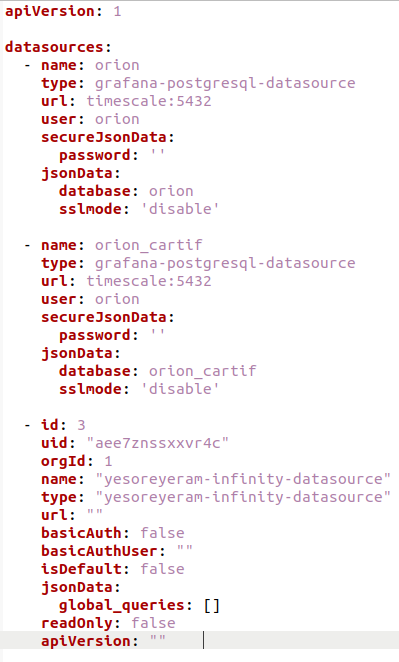 apiVersion: 1
datasources:
  - name: orion
    type: grafana-postgresql-datasource
    url: timescale:5432
    user: orion
    secureJsonData:
      password: ''
    jsonData:
      database: orion
      sslmode: 'disable'
  - name: orion_cartif
    type: grafana-postgresql-datasource
    url: timescale:5432
    user: orion
    secureJsonData:
      password: ''
    jsonData:
      database: orion_cartif
      sslmode: 'disable'
  - id: 3
    uid: "aee7znssxxvr4c"
    orgId: 1
    name: "yesoreyeram-infinity-datasource"
    type: "yesoreyeram-infinity-datasource"
    url: ""
    basicAuth: false
    basicAuthUser: ""
    isDefault: false
    jsonData:
      global_queries: []
    readOnly: false
    apiVersion: ""